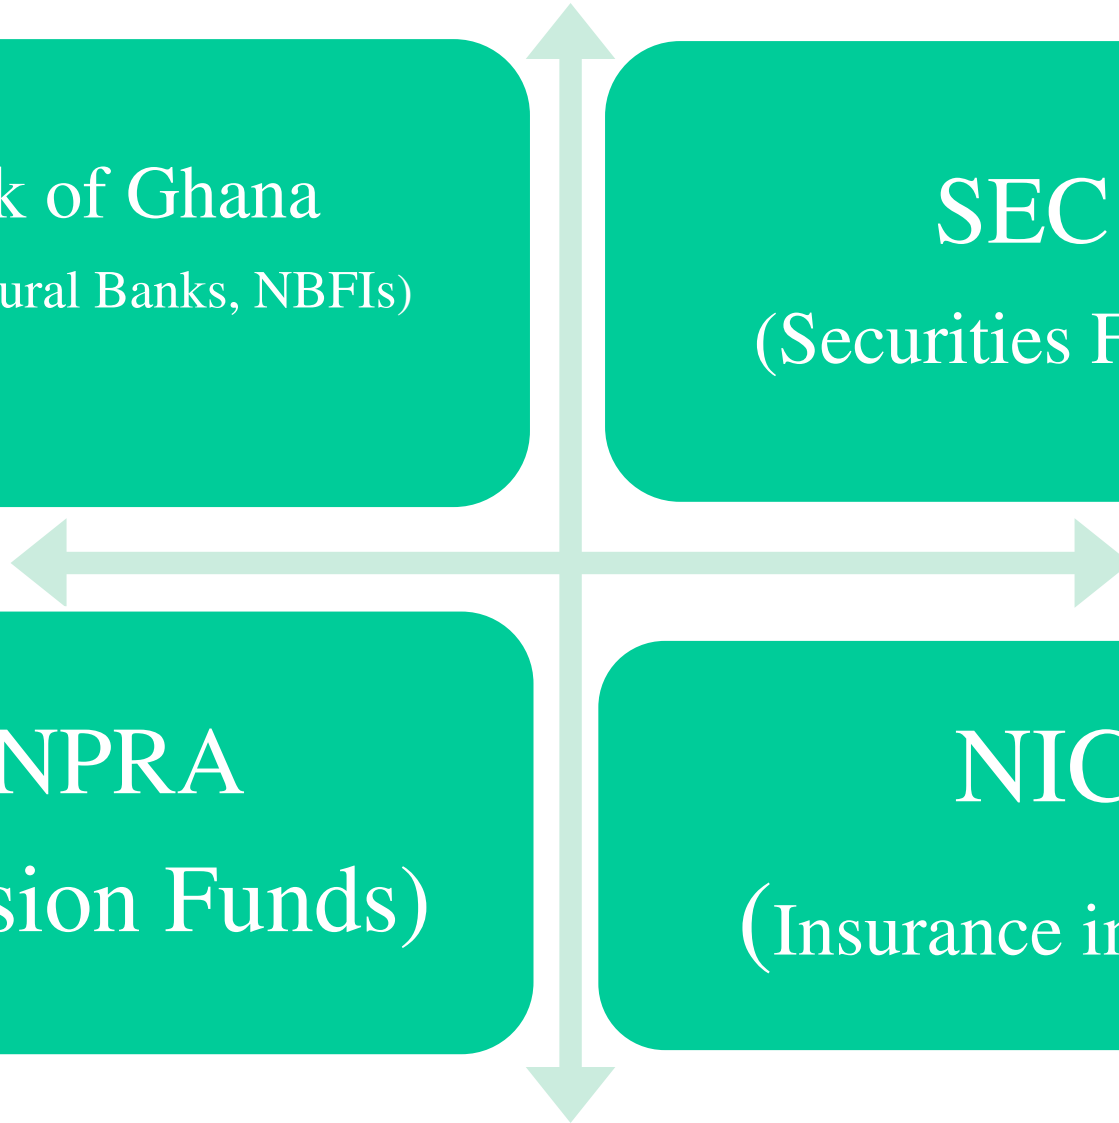 k of Ghana
ural Banks, NBFIs)
SEC
(Securities F
NPRA
sion Funds)
NIC
(Insurance in